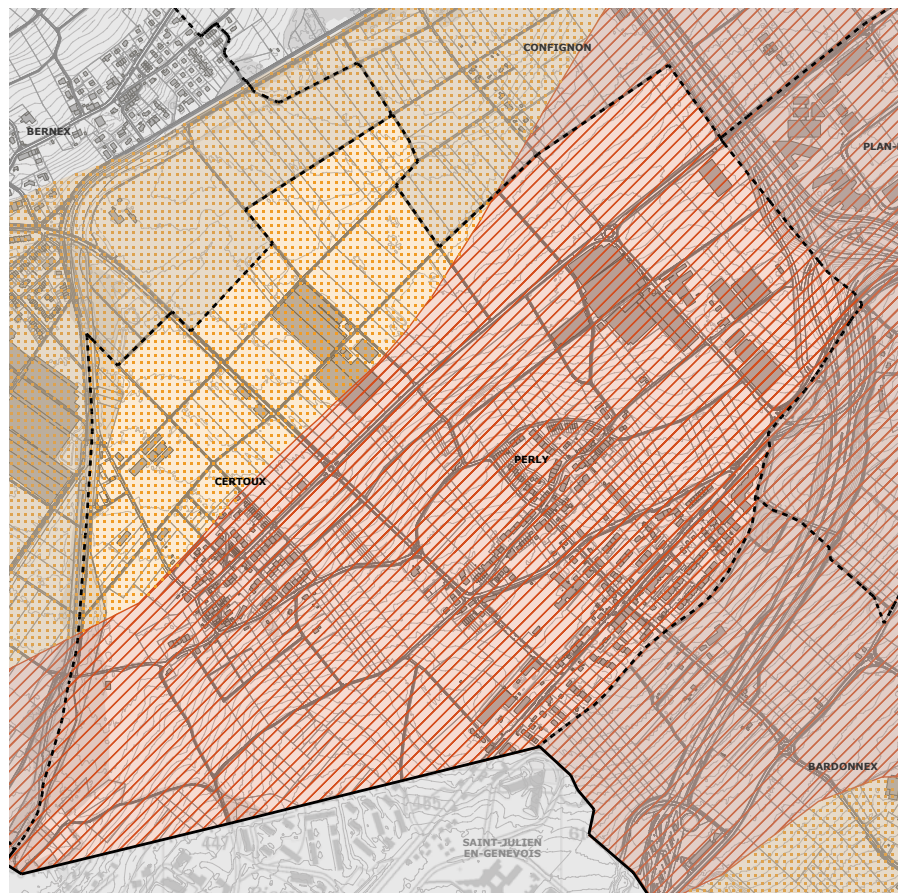 CONFIGNON
BERNEX
PLAN-
PERLY
CERTOUX
BARDONNEX
SAINT-JULIEN
EN-GENEVOIS